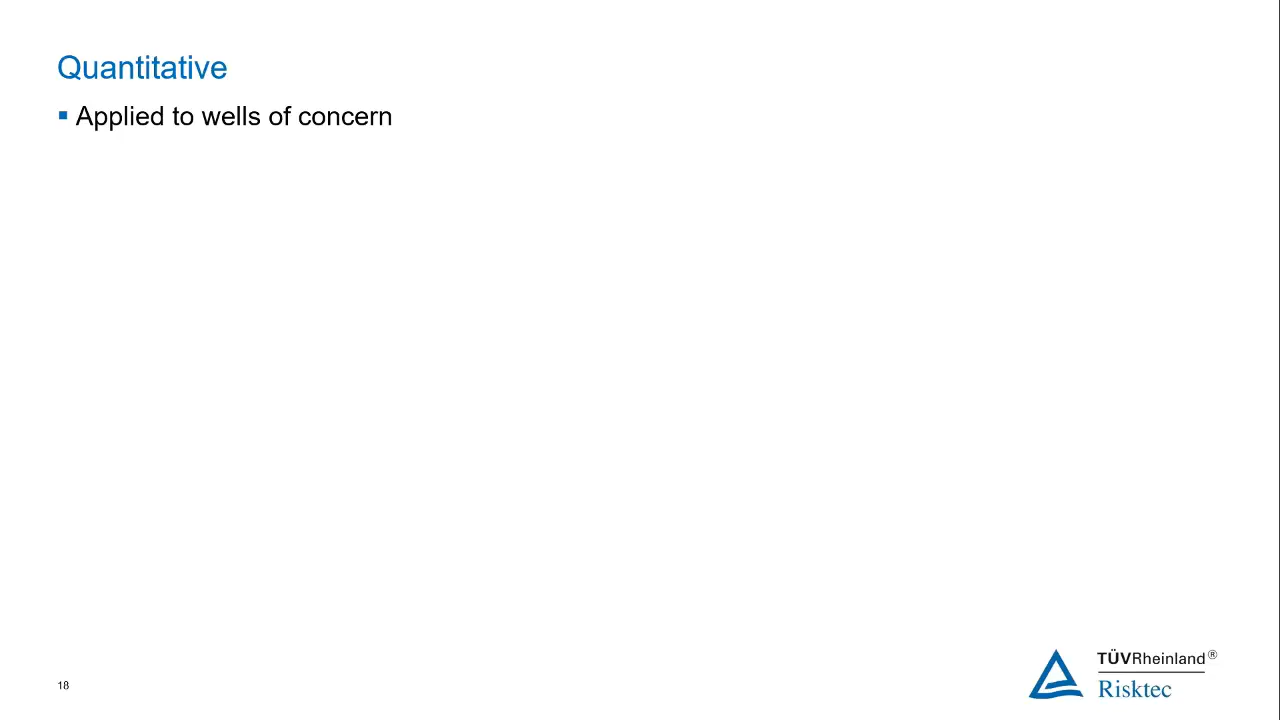 Quantitative
▪ Applied to wells of concern
TÜVRheinland®
Risktec
18